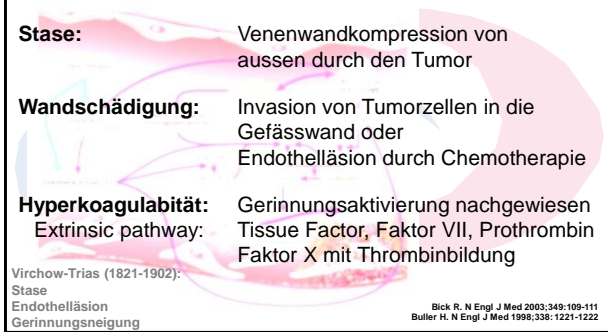 Stase: Venenwandkompression von
aussen durch den Tumor
Wandschädigung: Invasion von Tumorzellen in die
Gefässwand oder
Endothelläsion durch Chemotherapie
Hyperkoagulabität: Gerinnungsaktivierung nachgewiesen
Extrinsic pathway: Tissue Factor, Faktor VII, Prothrombin
Faktor X mit Thrombinbildung
Virchow-Trias (1821-1902):
Stase
Endothelläsion
Gerinnungsneigung
Bick R. N Engl J Med 2003;349:109-111
Buller H. N Engl J Med 1998;338:1221-1222